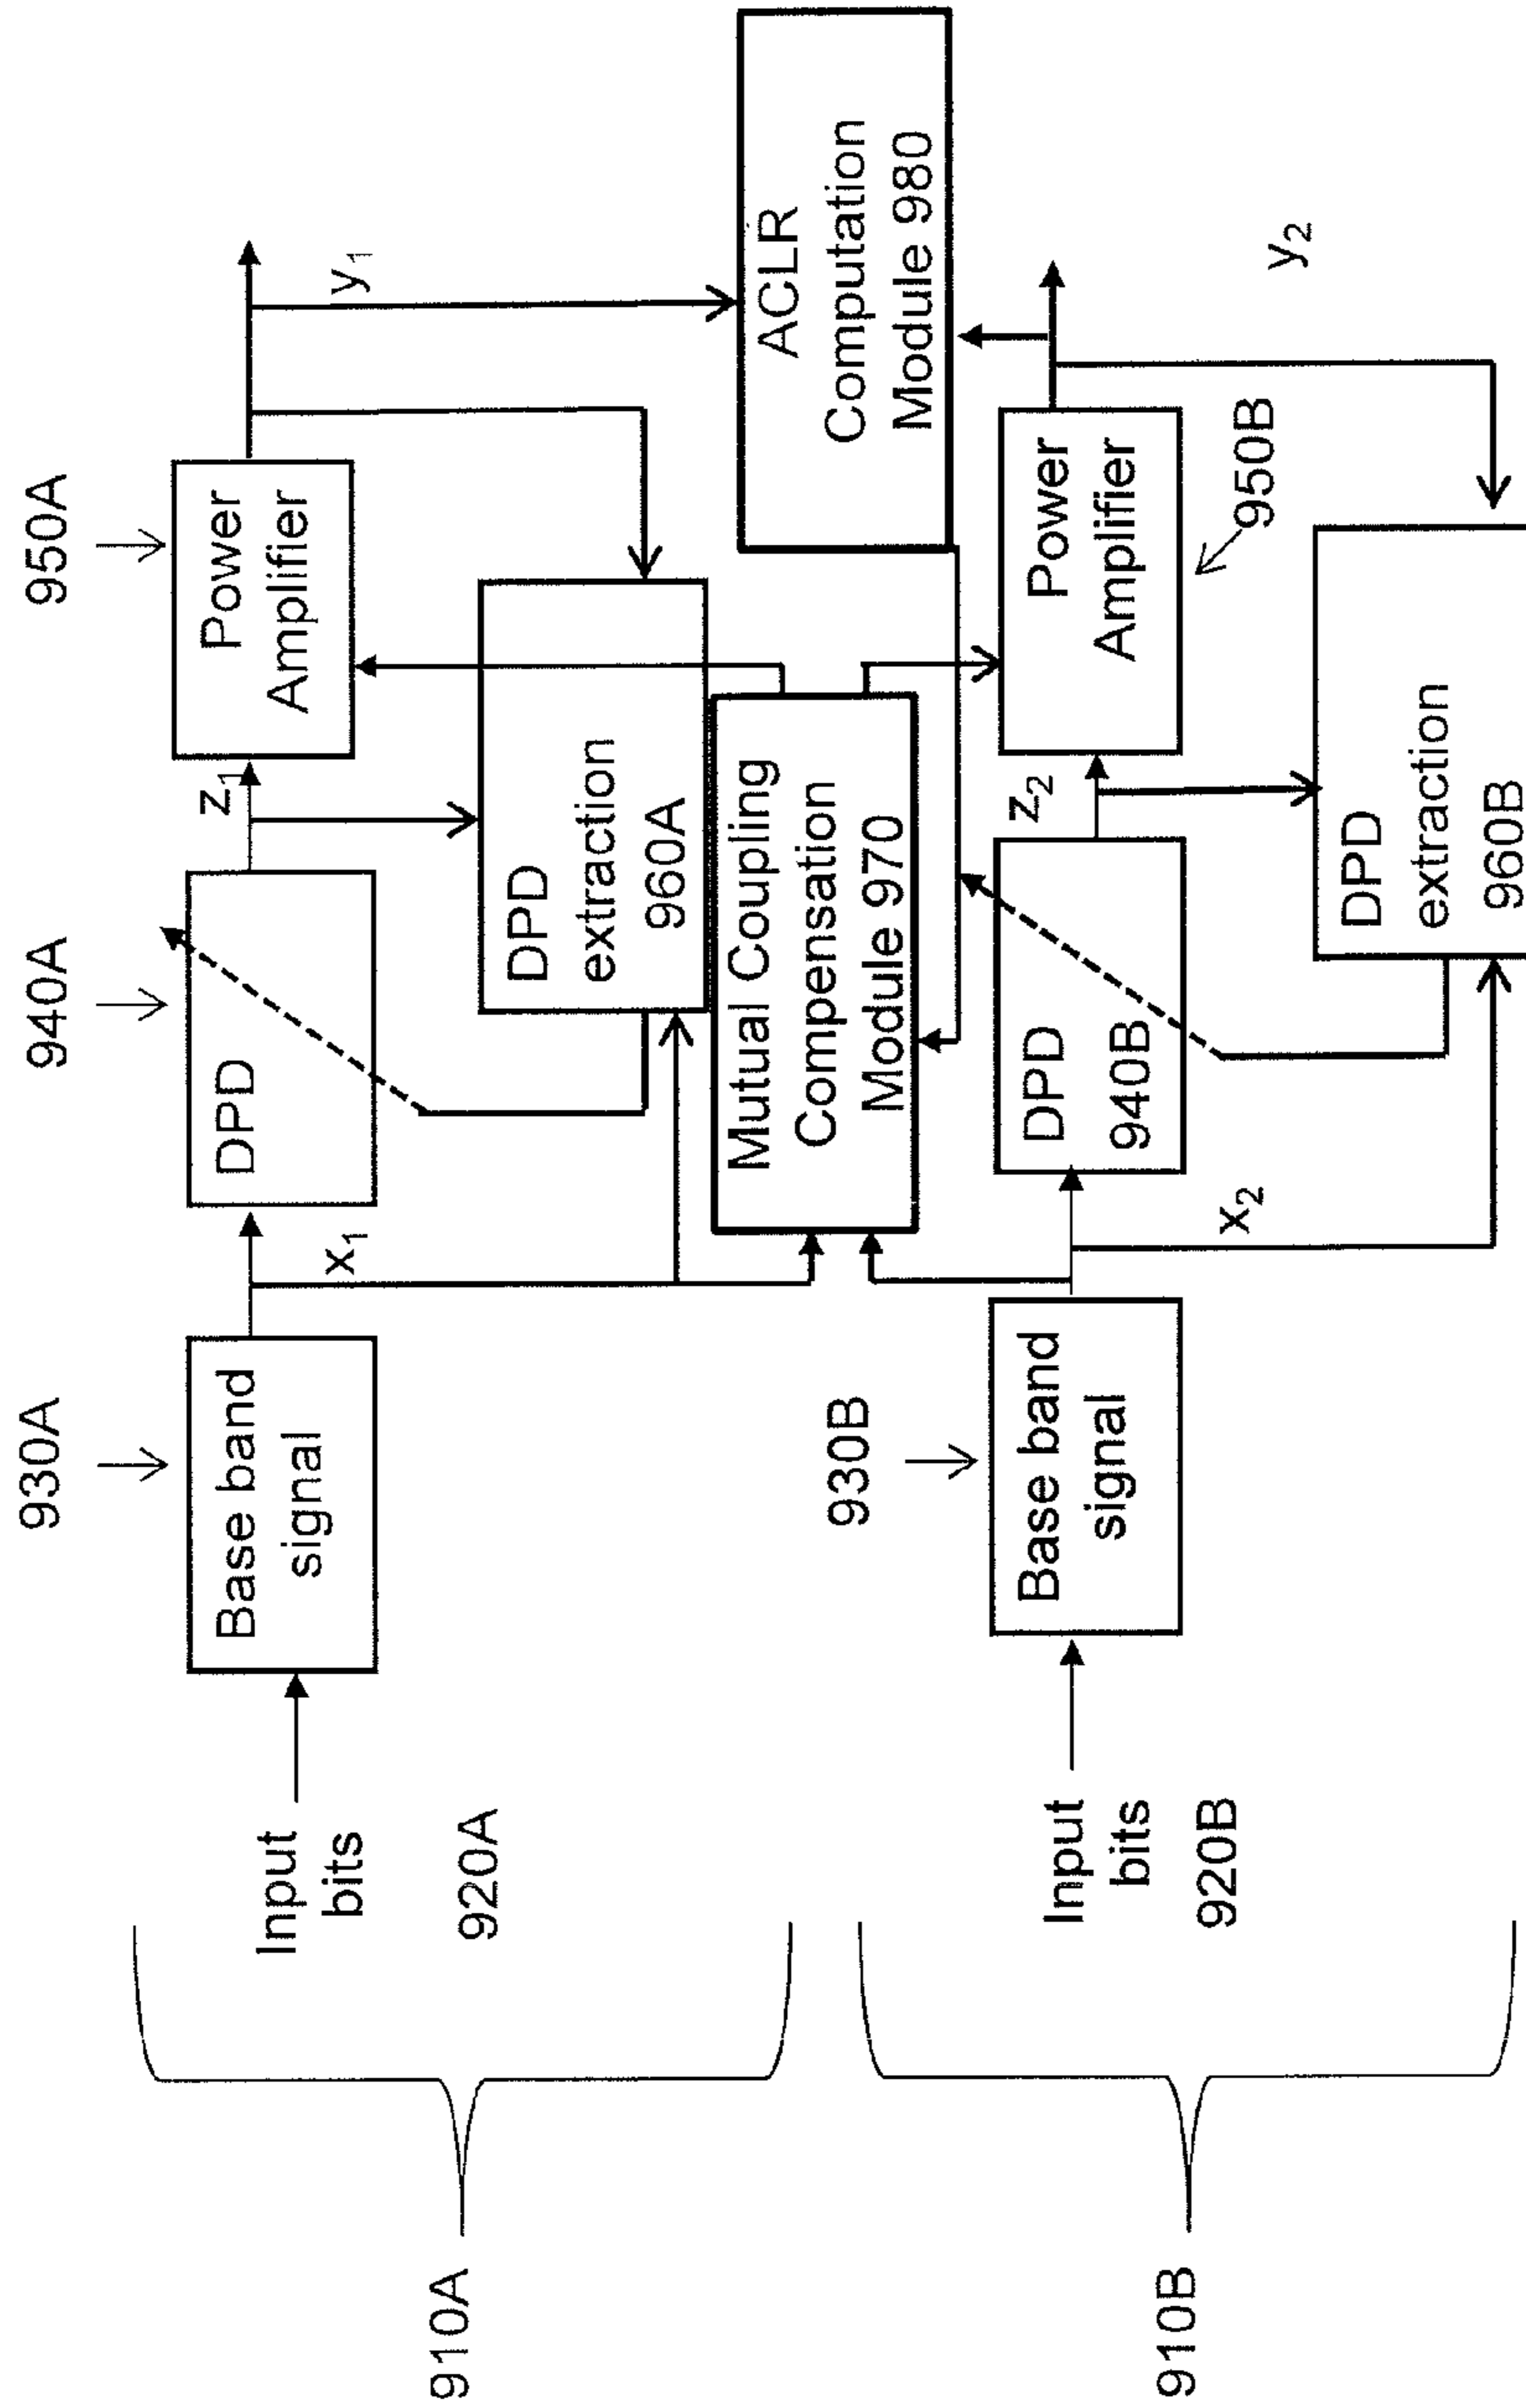 950A
940A
930A
Power
Amplifier
z1
DPD
x1
Base band
signal
Input
bits
920A
y1
DPD
extraction
960A
910A
ACLR
Computation
Module 980
Mutual Coupling
Compensation
Module 970
930B
Power
Amplifier
950B
z2
DPD
940B
x2
Base band
signal
Input
bits
920B
y2
DPD
extraction
960B
910B